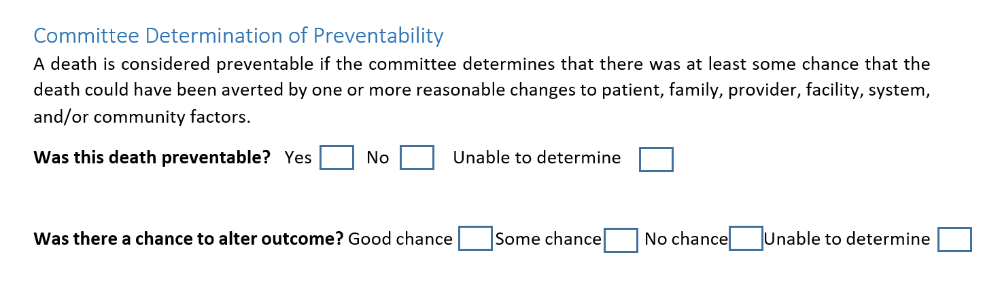 Committee Determination of Preventability
A death is considered preventable if the committee determines that there was at least some chance that the
death could have been averted by one or more reasonable changes to patient, family, provider, facility, system,
and/or community factors.
Was this death preventable? Yes No Unable to determine
Was there a chance to alter outcome? Good chance Some chance No chance Unable to determine